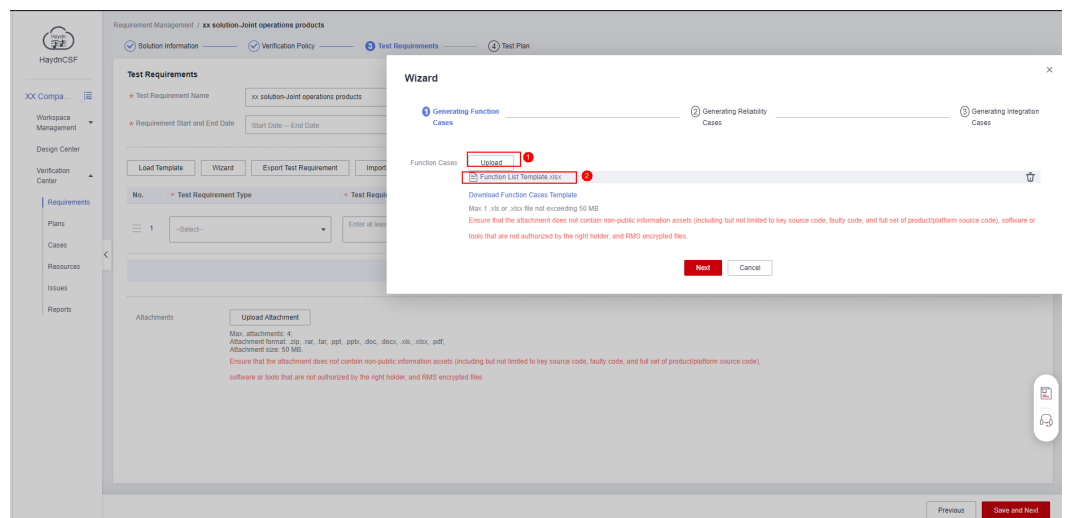 Haydn
字老
HaydnCSF
XX Compa...
Workspace Management
Design Center
Verification Center
Requirements
Plans
Cases
Resources
Issues
Reports
Requirement Management / xx solution-Joint operations products
Solution Information
Verification Policy
3 Test Requirements
4 Test Plan
Test Requirements
* Test Requirement Name
xx solution-Joint operations products
* Requirement Start and End Date
Start Date -- End Date
Load Template
Wizard
Export Test Requirement
Import
No.
* Test Requirement Type
* Test Requi
1
--Select--
Enter at leas
Attachments
Upload Attachment
Max. attachments: 4;
Attachment format: .zip, .rar, .tar, .ppt, .pptx, .doc, .docx, .xls, .xlsx, .pdf;
Attachment size: 50 MB.
Ensure that the attachment does not contain non-public information assets (including but not limited to key source code, faulty code, and full set of product/platform source code),
software or tools that are not authorized by the right holder, and RMS encrypted files.
Wizard
1 Generating Function Cases
2 Generating Reliability Cases
3 Generating Integration Cases
Function Cases
Upload
1
Function List Template.xlsx
2
Download Function Cases Template
Max 1 .xls or .xlsx file not exceeding 50 MB
Ensure that the attachment does not contain non-public information assets (including but not limited to key source code, faulty code, and full set of product/platform source code), software or
tools that are not authorized by the right holder, and RMS encrypted files.
Next
Cancel
Previous
Save and Next